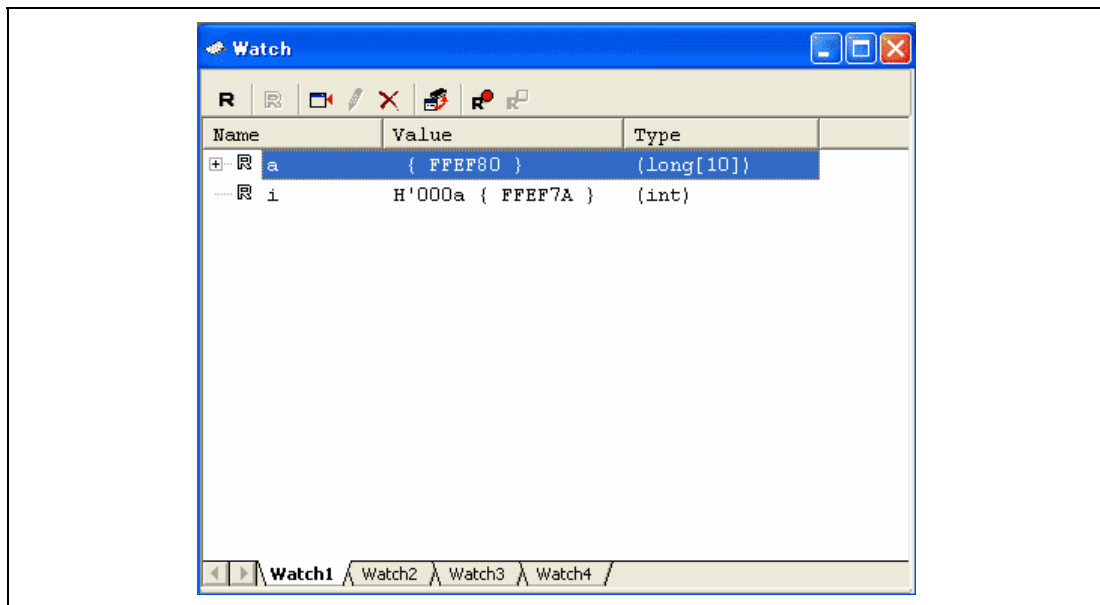 Watch
R R R R
Name Value Type
R a { FFEF80 } (long[10])
R i H'000a { FFEF7A } (int)
Watch1 Watch2 Watch3 Watch4